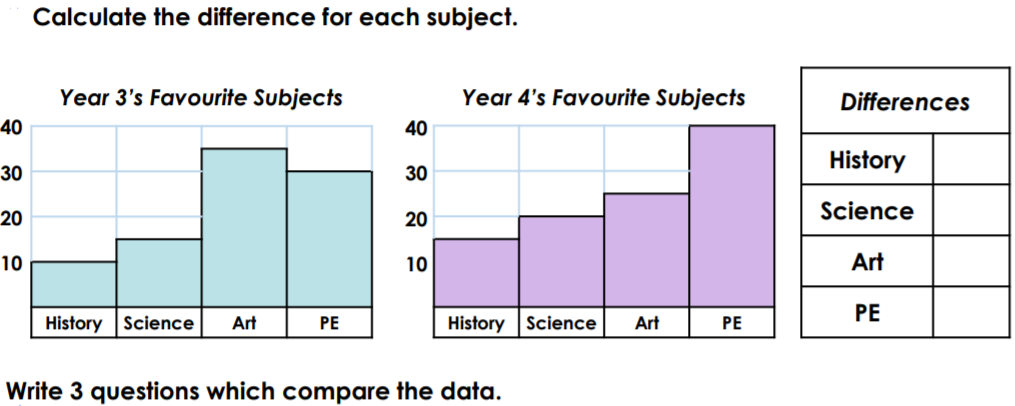 Calculate the difference for each subject.
Year 3's Favourite Subjects
40
30
20
10
History Science Art PE
Year 4's Favourite Subjects
40
30
20
10
History Science Art PE
Differences
History
Science
Art
PE
Write 3 questions which compare the data.